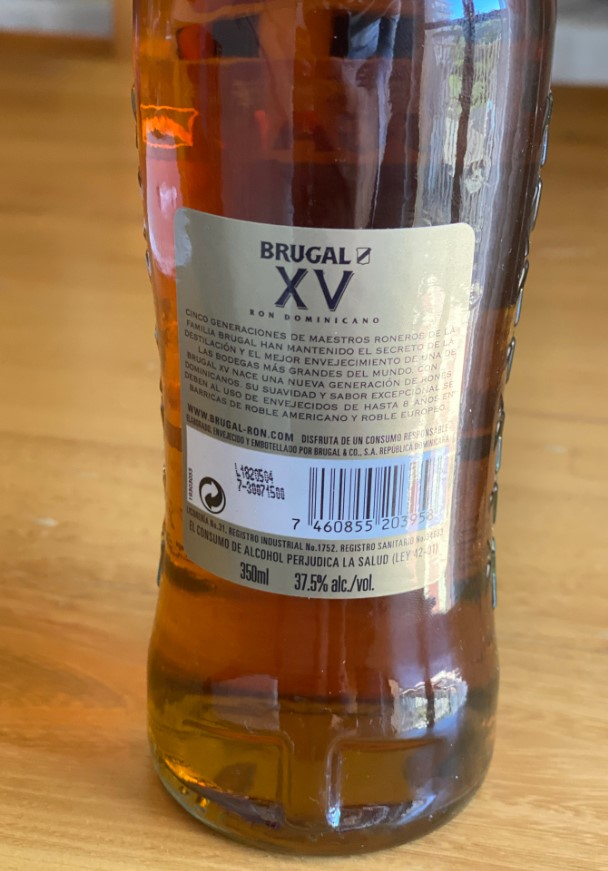 BRUGAL
XV
RON DOMINICANO
CINCO GENERACIONES DE MAESTROS RONEROS DE LA
FAMILIA BRUGAL HAN MANTENIDO EL SECRETO DE LA
DESTILACIÓN Y EL MEJOR ENVEJECIMIENTO DE UNA DE
LAS BODEGAS MÁS GRANDES DEL MUNDO. CON
BRUGAL XV NACE UNA NUEVA GENERACIÓN DE RONES
DOMINICANOS. SU SUAVIDAD Y SABOR EXCEPCIONAL SE
DEBEN AL USO DE ENVEJECIDOS DE HASTA 8 AÑOS EN
BARRICAS DE ROBLE AMERICANO Y ROBLE EUROPEO.
WWW.BRUGAL-RON.COM DISFRUTA DE UN CONSUMO RESPONSABLE
ELABORADO, ENVEJECIDO Y EMBOTELLADO POR BRUGAL & CO., S.A. REPÚBLICA DOMINICANA
L1820504
7 460855 203958
LICORERÍA No.31, REGISTRO INDUSTRIAL No.1752, REGISTRO SANITARIO
EL CONSUMO DE ALCOHOL PERJUDICA LA SALUD (LEY 42-01)
350ml 37.5% alc./vol.